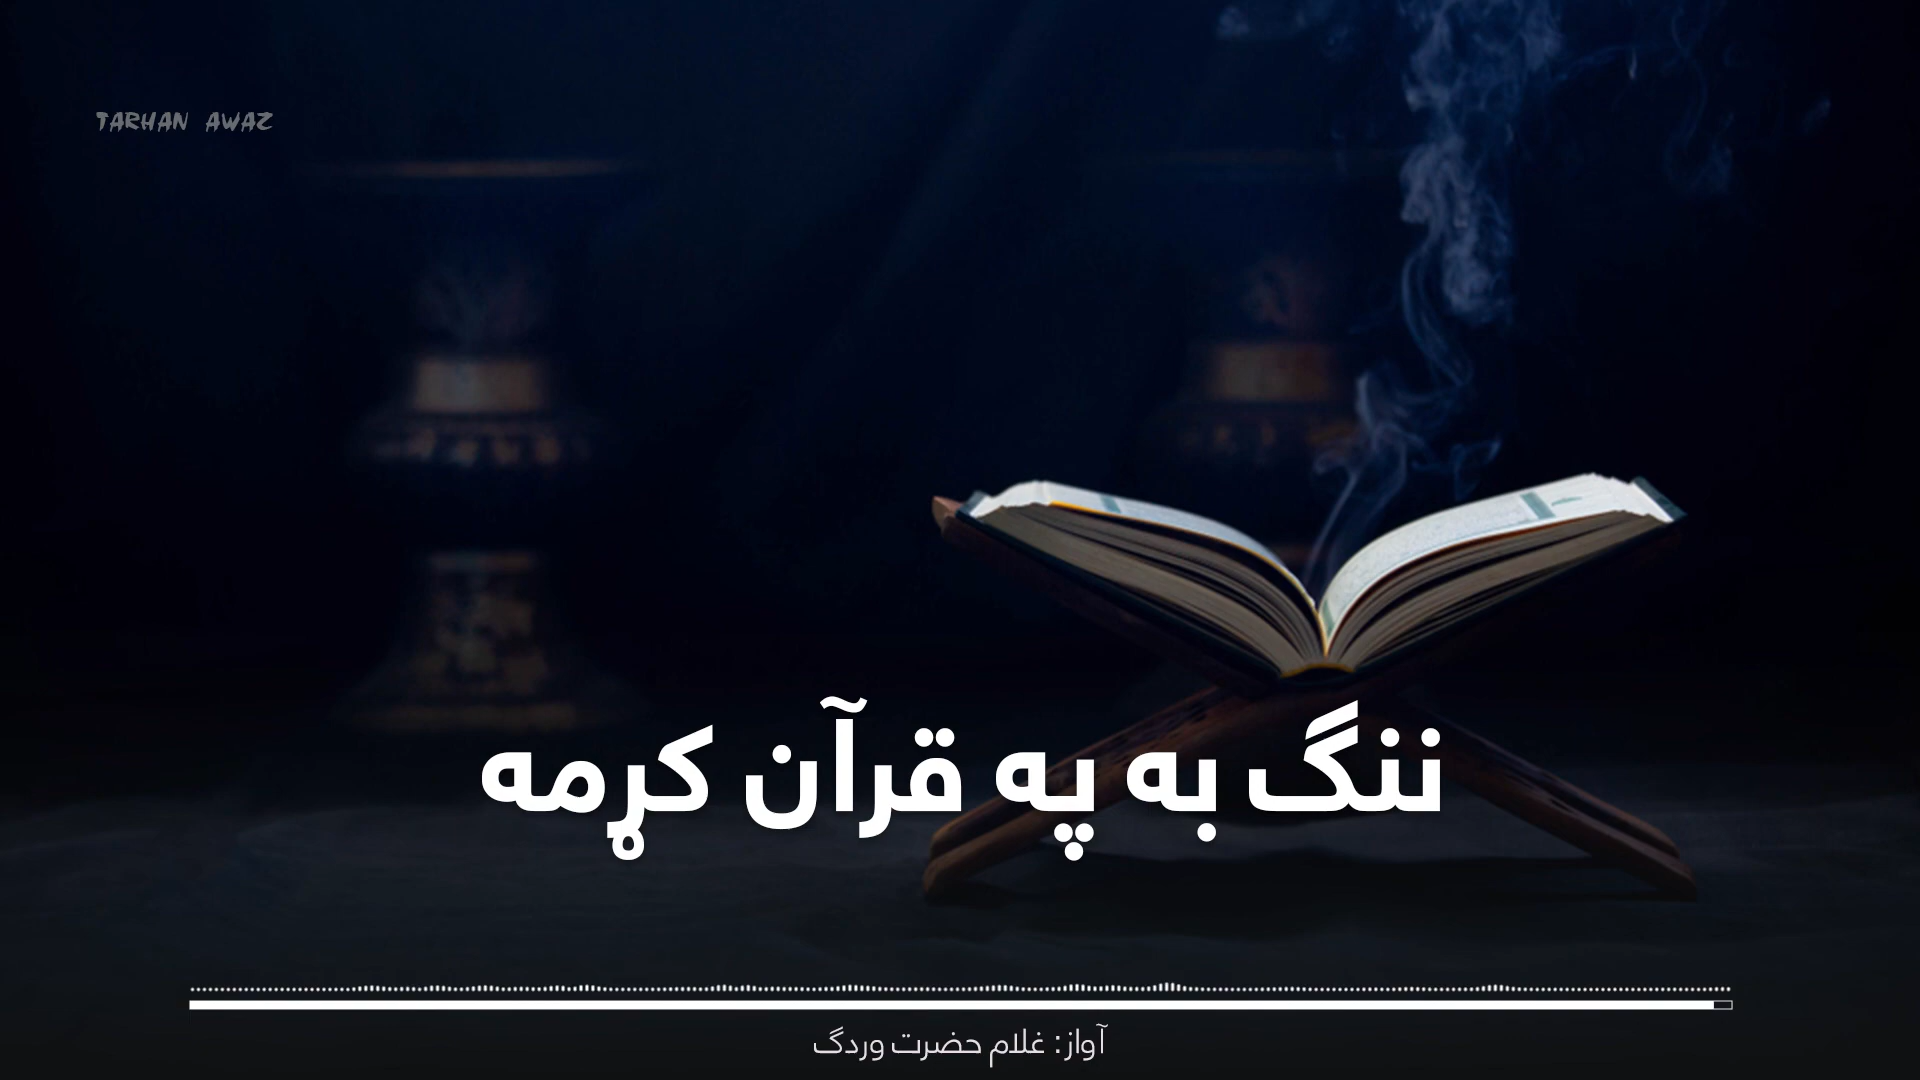 TARHAN AWAZ
ننگ به په قرآن کړمه
آواز: غلام حضرت وردگ